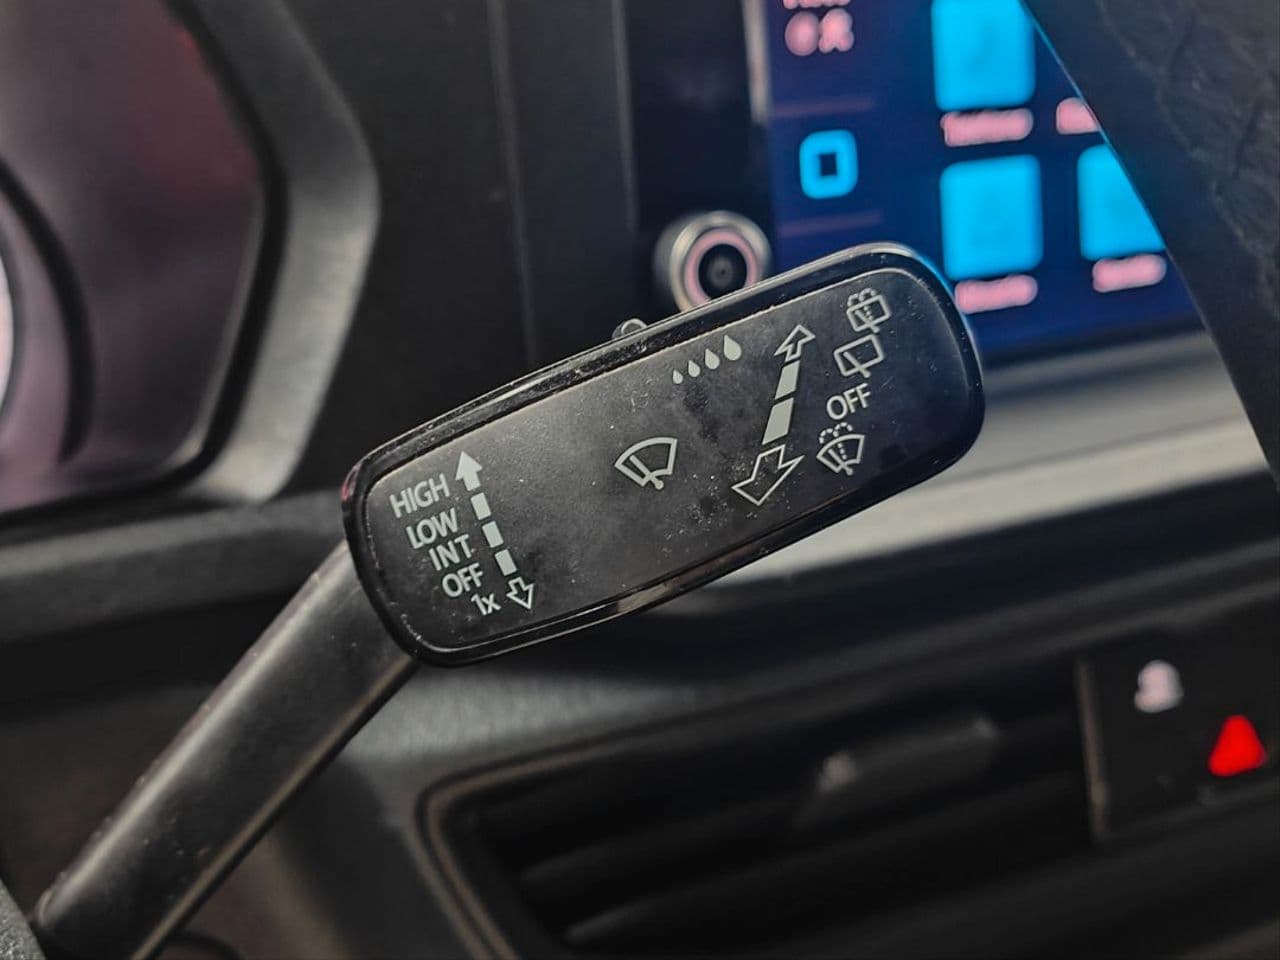 HIGH
LOW
INT.
OFF
1x
OFF